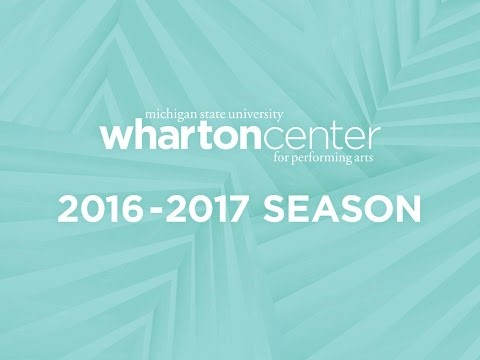 michigan state university
whartoncenter
for performing arts
2016-2017 SEASON